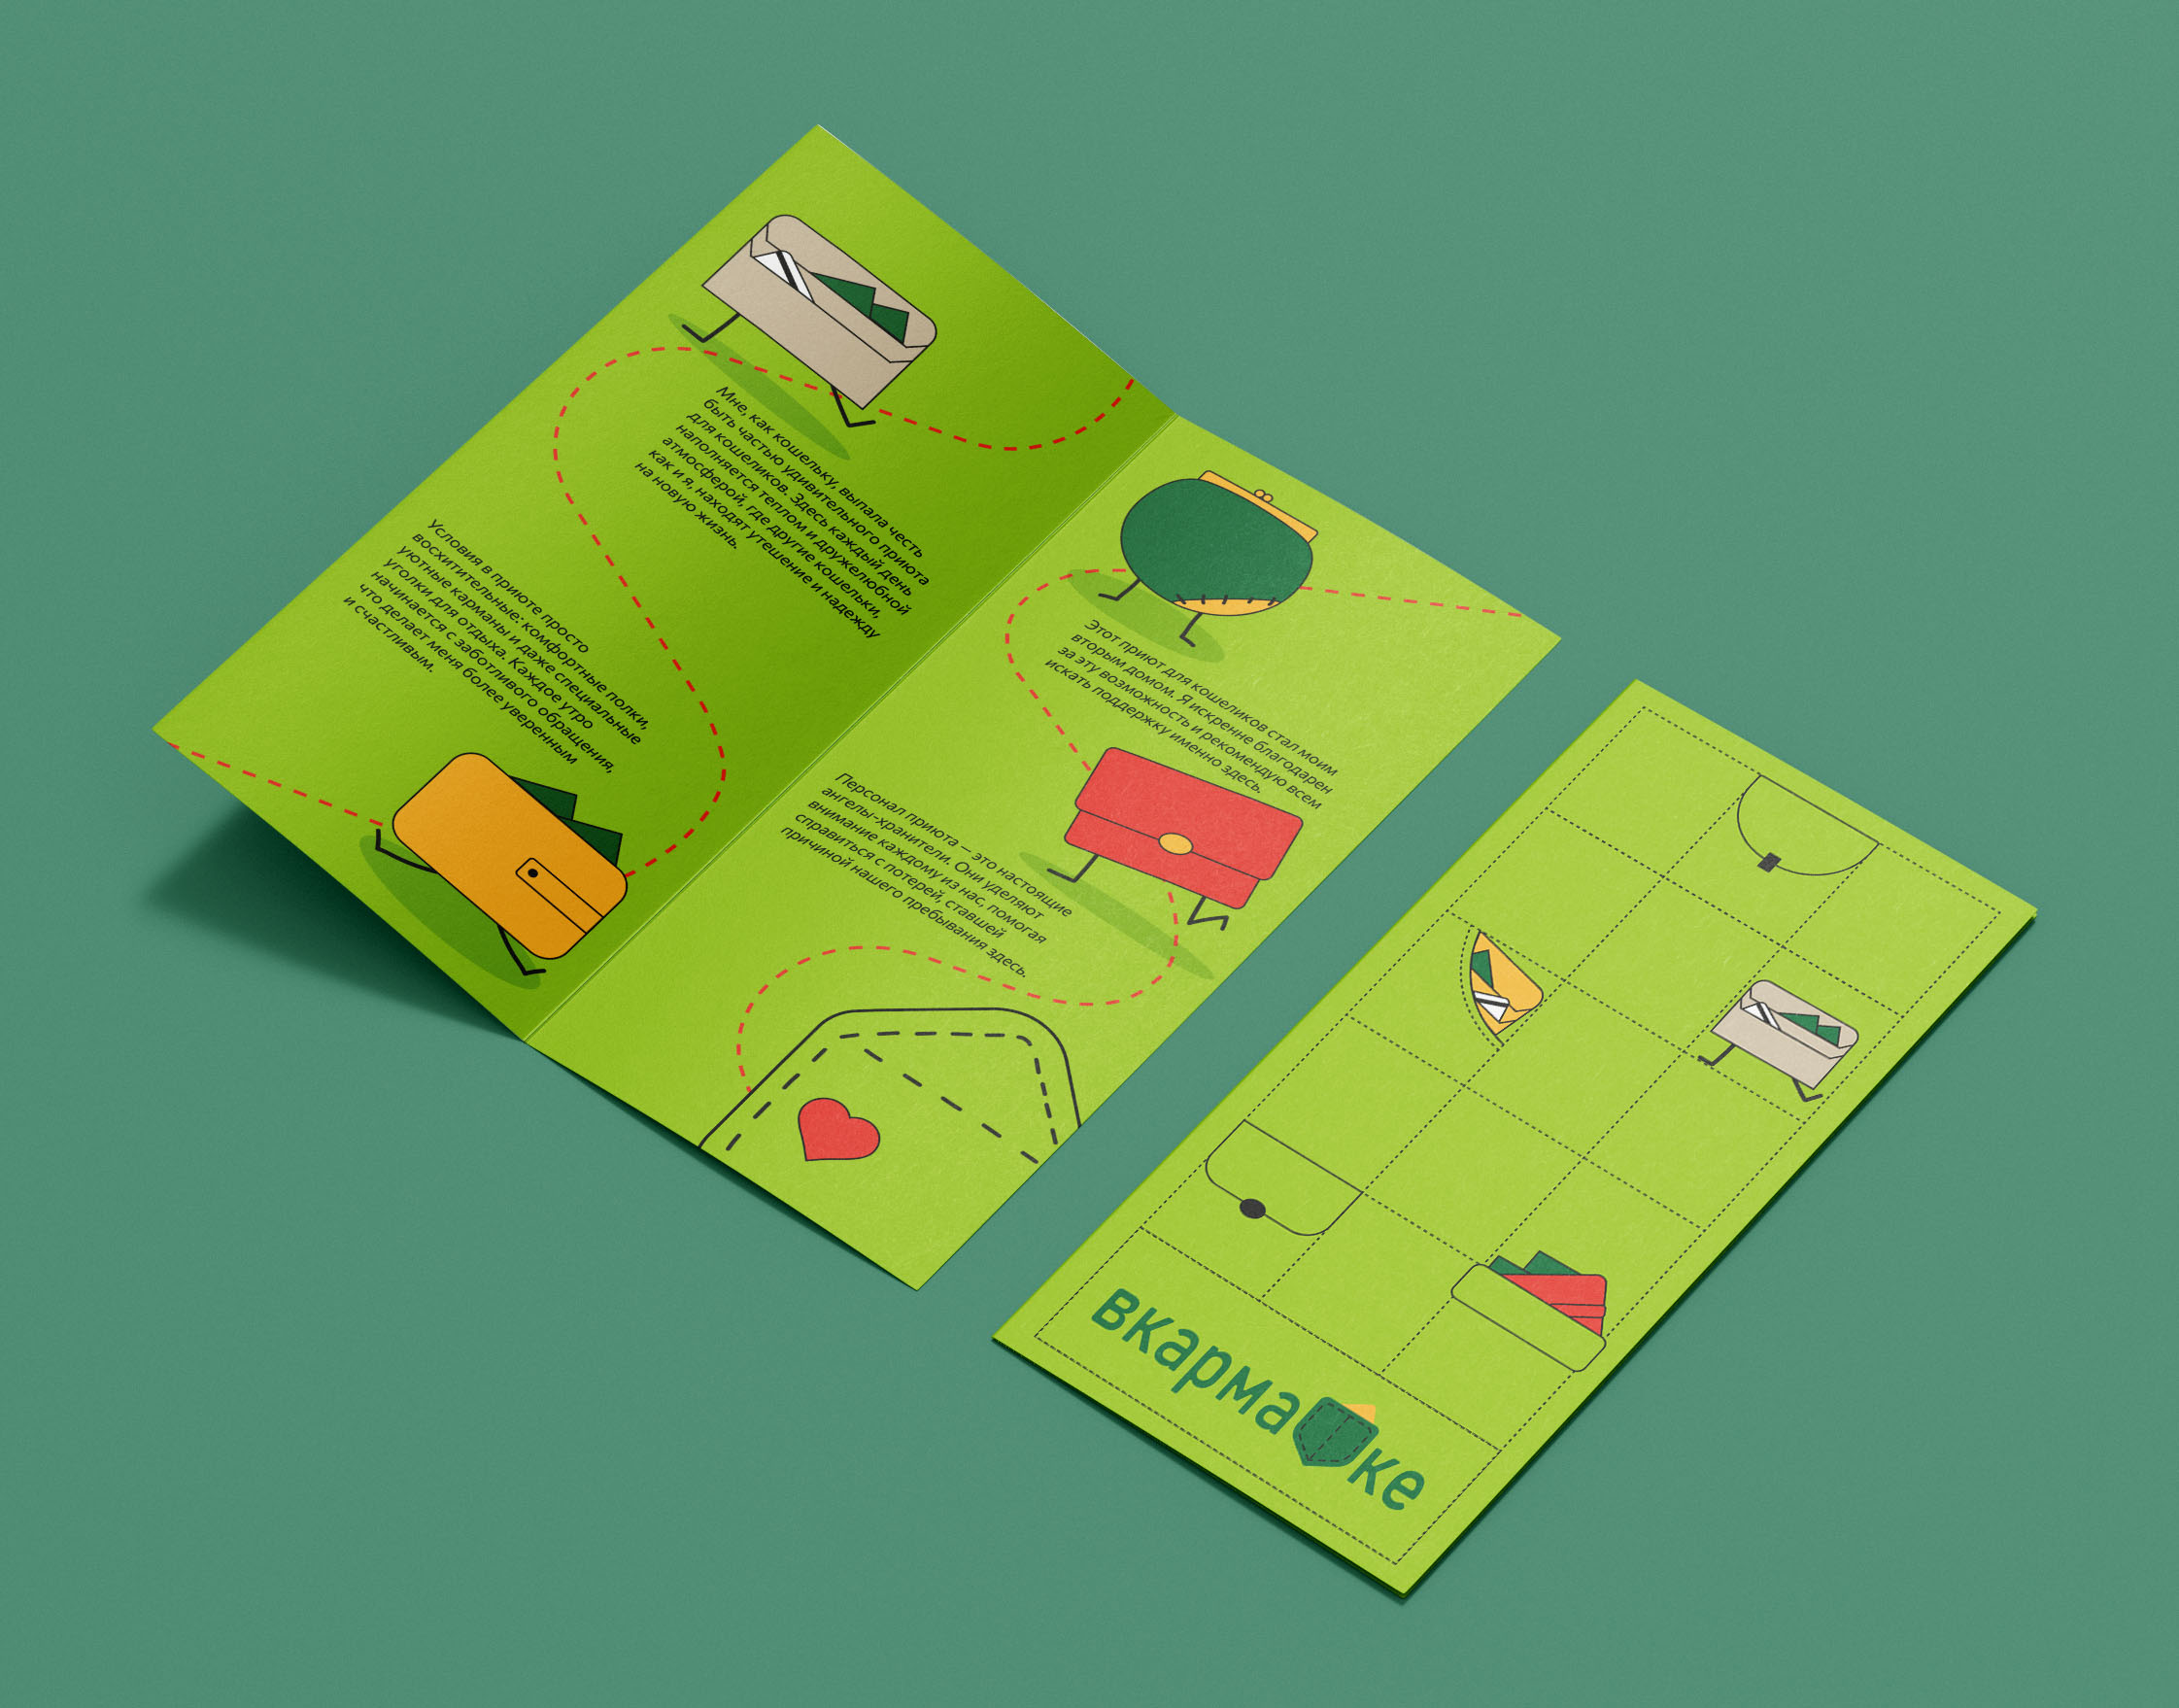 Мне, как кошельку, выпала честь
быть частью удивительного приюта
для кошеликов. Здесь каждый день
наполняется теплом и дружелюбной
атмосферой, где другие кошельки,
как и я, находят утешение и надежду
на новую жизнь.
Условия в приюте просто
восхитительные: комфортные полки,
уютные карманы и даже специальные
уголки для отдыха. Каждое утро
начинается с заботливого обращения,
что делает меня более уверенным
и счастливым.
Этот приют для кошеликов стал моим
вторым домом. Я искренне благодарен
за эту возможность и рекомендую всем
искать поддержку именно здесь.
Персонал приюта — это настоящие
ангелы-хранители. Они уделяют
внимание каждому из нас, помогая
справиться с потерей, ставшей
причиной нашего пребывания здесь.
вкарма ке